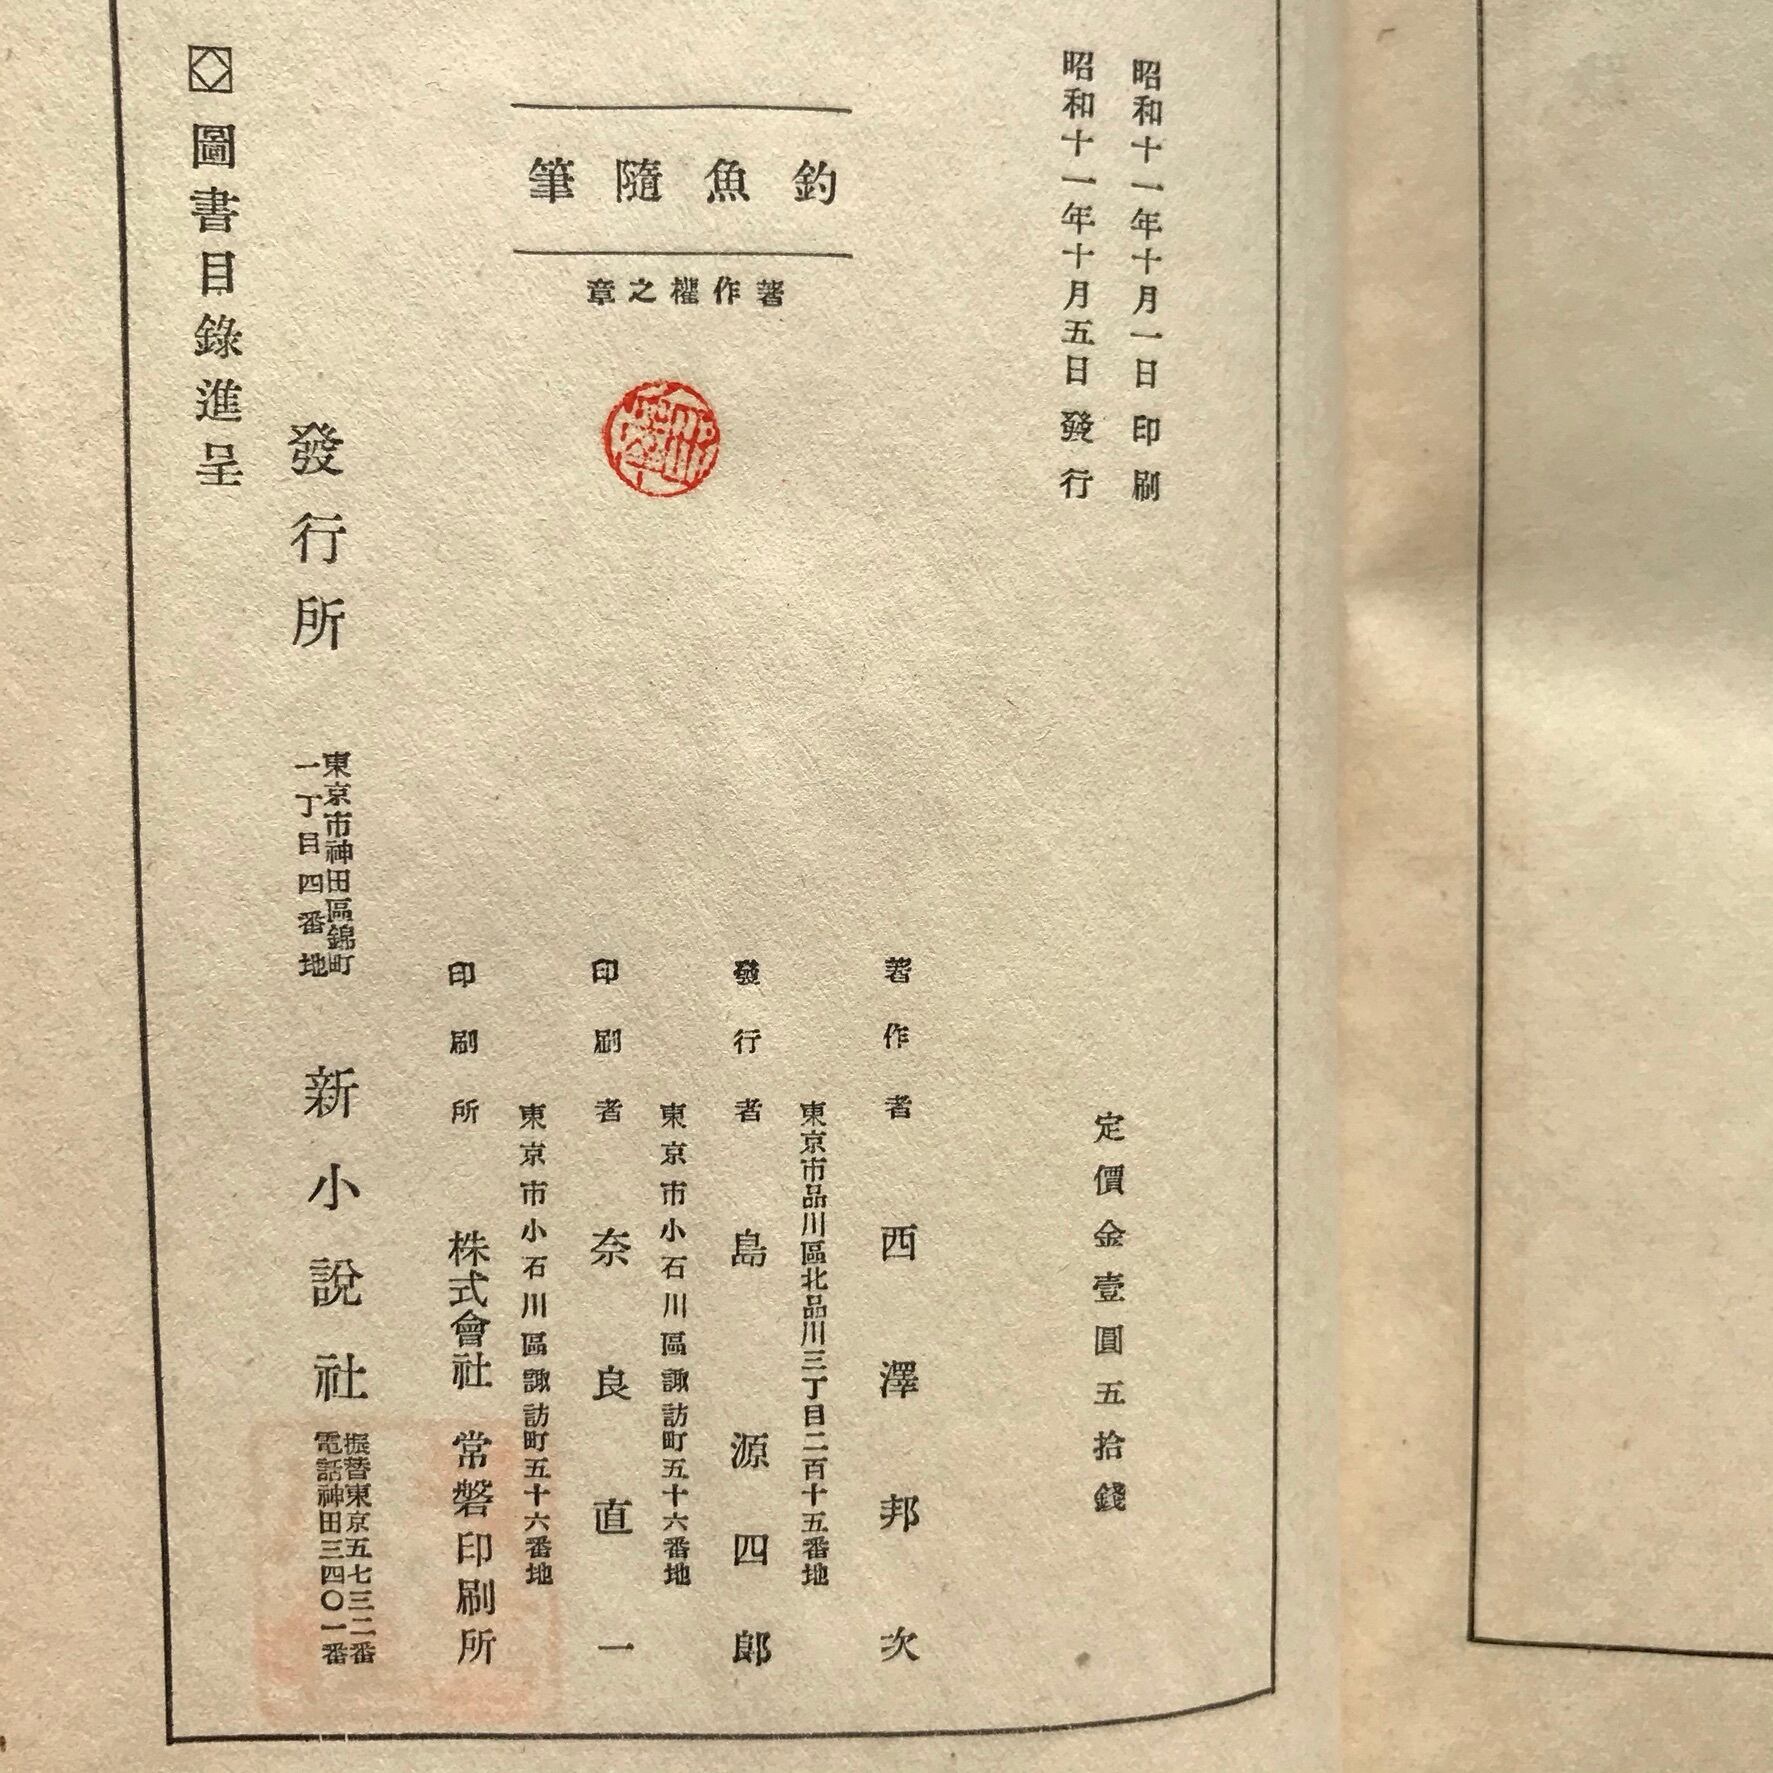 昭和十一年十月一日印刷
昭和十一年十月五日發行
定價金壹圓五拾錢
釣魚隨筆
著作權之章
著作者 西澤邦次
東京市品川區北品川三丁目二百十五番地
發行者 島源四郎
東京市小石川區諏訪町五十六番地
印刷者 奈良直一
東京市小石川區諏訪町五十六番地
印刷所 株式會社 常磐印刷所
發行所
東京市神田區錦町
一丁目四番地
新小說社
振替東京五七三二番
電話神田三四〇一番
圖書目錄進呈